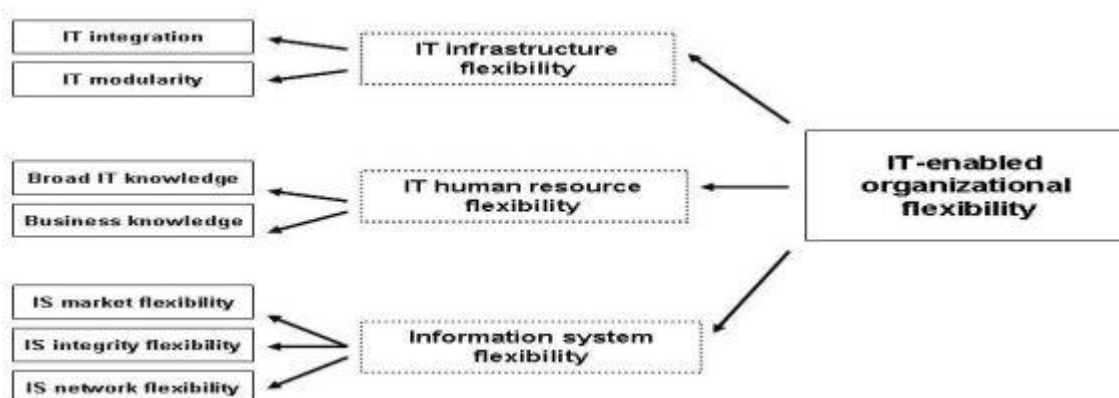 IT integration
IT modularity
IT infrastructure
flexibility
Broad IT knowledge
Business knowledge
IT human resource
flexibility
IT-enabled
organizational
flexibility
IS market flexibility
IS integrity flexibility
IS network flexibility
Information system
flexibility